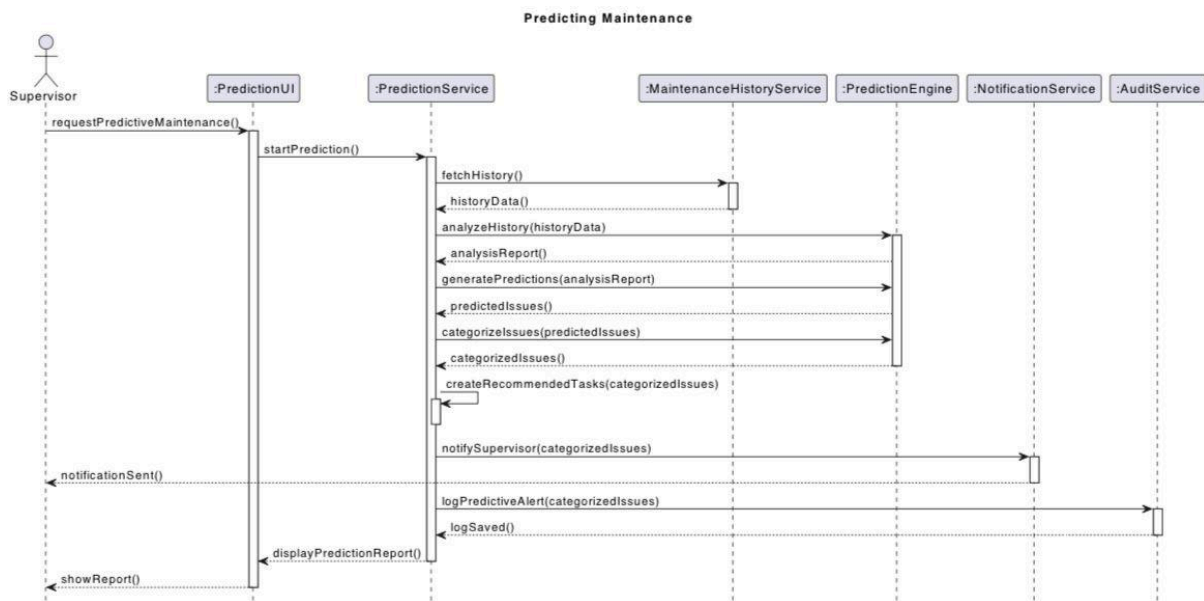 Predicting Maintenance
Supervisor
:PredictionUI
:PredictionService
:MaintenanceHistoryService
:PredictionEngine
:NotificationService
:AuditService
requestPredictiveMaintenance()
startPrediction()
fetchHistory()
historyData()
analyzeHistory(historyData)
analysisReport()
generatePredictions(analysisReport)
predictedIssues()
categorizeIssues(predictedIssues)
categorizedIssues()
createRecommendedTasks(categorizedIssues)
notifySupervisor(categorizedIssues)
notificationSent()
logPredictiveAlert(categorizedIssues)
logSaved()
displayPredictionReport()
showReport()